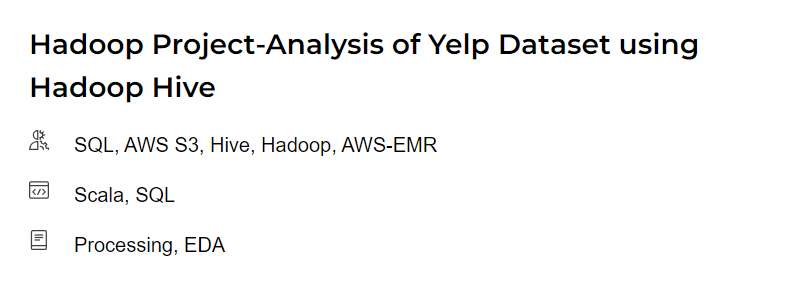 Hadoop Project-Analysis of Yelp Dataset using
Hadoop Hive
SQL, AWS S3, Hive, Hadoop, AWS-EMR
Scala, SQL
Processing, EDA